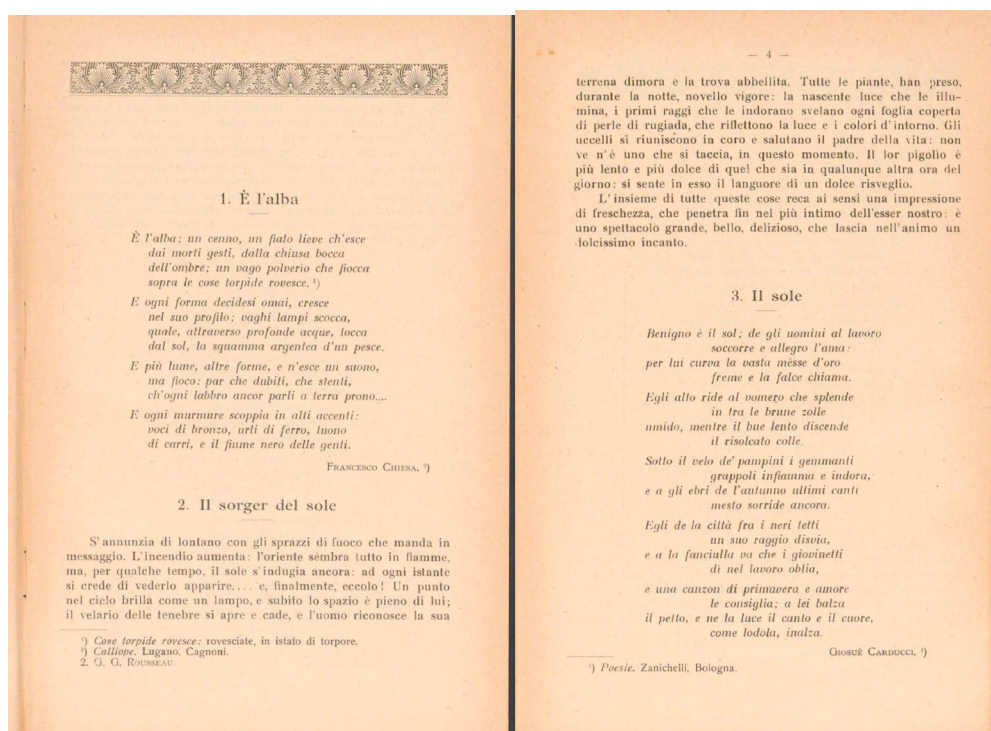 1. È l'alba
È l'alba; un cenno, un fiato lieve ch'esce
dai morti gesti, dalla chiusa bocca
dell'ombre; un vago polverio che fiocca
sopra le cose torpide rovesce. ¹)
E ogni forma decidesi omai, cresce
nel suo profilo; vaghi lampi scocca,
quale, attraverso profonde acque, tocca
dal sol, la squamma argentea d'un pesce.
E più lume, altre forme, e n'esce un suono,
ma fioco; par che dubiti, che stenti,
ch'ogni labbro ancor parli a terra prono....
E ogni murmure scoppia in alti accenti:
voci di bronzo, urli di ferro, tuono
di carri, e il fiume nero delle genti.
FRANCESCO CHIESA. ²)
2. Il sorger del sole
S'annunzia di lontano con gli sprazzi di fuoco che manda in
messaggio. L'incendio aumenta: l'oriente sembra tutto in fiamme,
ma, per qualche tempo, il sole s'indugia ancora: ad ogni istante
si crede di vederlo apparire.... e, finalmente, eccolo! Un punto
nel cielo brilla come un lampo, e subito lo spazio è pieno di lui;
il velario delle tenebre si apre e cade, e l'uomo riconosce la sua
¹) Cose torpide rovesce: rovesciate, in istato di torpore.
²) Calliope. Lugano. Cagnoni.
2. G. G. ROUSSEAU
— 4 —
terrena dimora e la trova abbellita. Tutte le piante, han preso,
durante la notte, novello vigore: la nascente luce che le illu-
mina, i primi raggi che le indorano svelano ogni foglia coperta
di perle di rugiada, che riflettono la luce e i colori d'intorno. Gli
uccelli si riuniscono in coro e salutano il padre della vita: non
ve n'é uno che si taccia, in questo momento. Il lor pigolio é
più lento e più dolce di quel che sia in qualunque altra ora del
giorno: si sente in esso il languore di un dolce risveglio.
L'insieme di tutte queste cose reca ai sensi una impressione
di freschezza, che penetra fin nel più intimo dell'esser nostro: é
uno spettacolo grande, bello, delizioso, che lascia nell'animo un
dolcissimo incanto.
3. Il sole
Benigno è il sol; de gli uomini al lavoro
soccorre e allegro l'ama:
per lui curva la vasta mèsse d'oro
freme e la falce chiama.
Egli alto ride al vomero che splende
in tra le brune zolle
umido, mentre il bue lento discende
il risolcato colle.
Sotto il velo de' pampini i gemmanti
grappoli infiamma e indora,
e a gli ebri de l'autunno ultimi canti
mesto sorride ancora.
Egli de la città fra i neri tetti
un suo raggio disvia,
e a la fanciulla va che i giovinetti
dì nel lavoro oblia,
e una canzon di primavera e amore
le consiglia; a lei balza
il petto, e ne la luce il canto e il cuore,
come lodola, inalza.
GIOSUÈ CARDUCCI. ¹)
¹) Poesie. Zanichelli, Bologna.